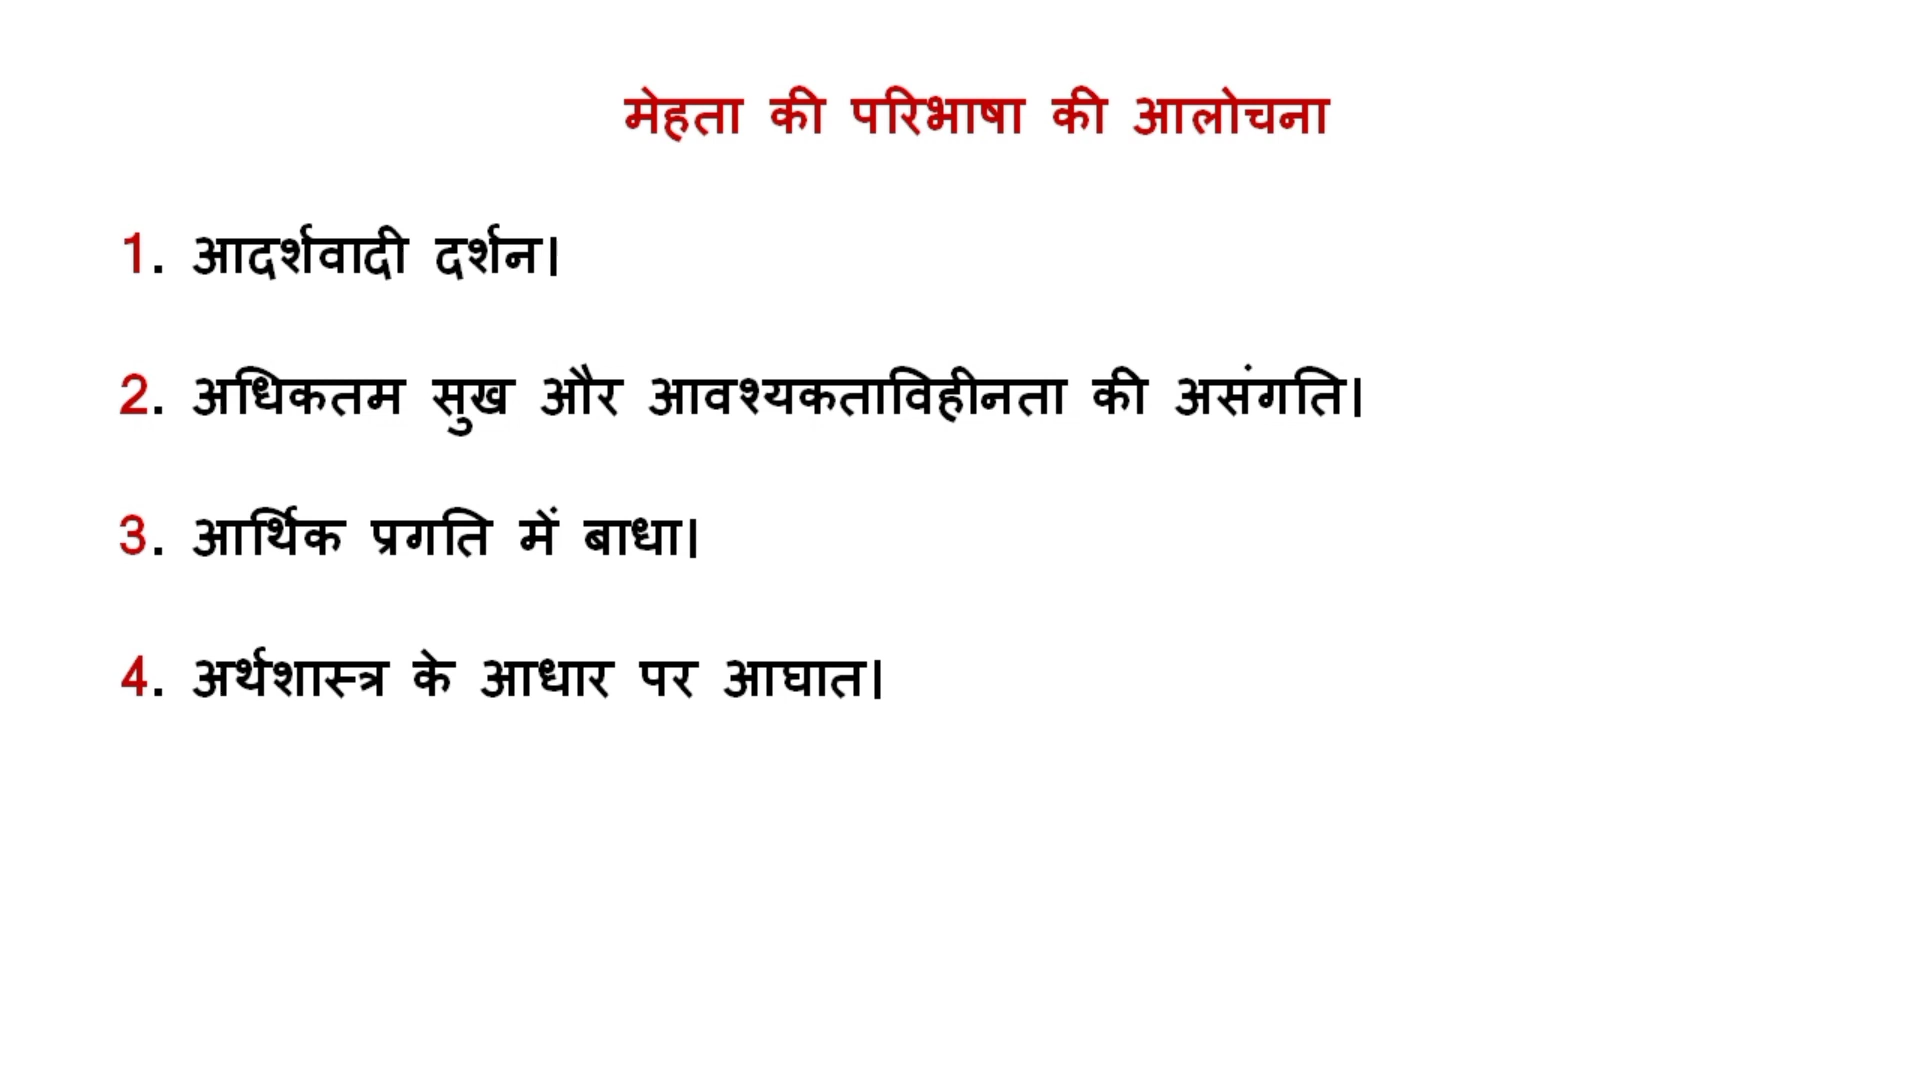 मेहता की परिभाषा की आलोचना
1. आदर्शवादी दर्शन।
2. अधिकतम सुख और आवश्यकताविहीनता की असंगति।
3. आर्थिक प्रगति में बाधा।
4. अर्थशास्त्र के आधार पर आघात।